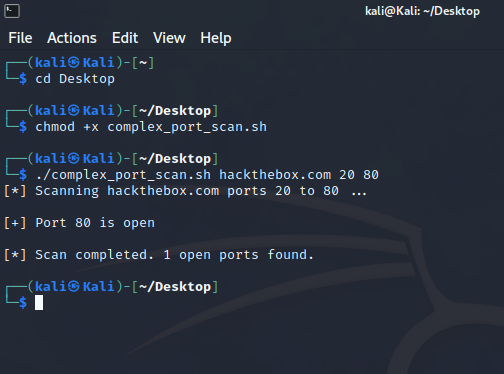 kali@Kali: ~/Desktop
File Actions Edit View Help
┌──(kali㉿Kali)-[~]
└─$ cd Desktop
┌──(kali㉿Kali)-[~/Desktop]
└─$ chmod +x complex_port_scan.sh
┌──(kali㉿Kali)-[~/Desktop]
└─$ ./complex_port_scan.sh hackthebox.com 20 80
[*] Scanning hackthebox.com ports 20 to 80 ...
[+] Port 80 is open
[*] Scan completed. 1 open ports found.
┌──(kali㉿Kali)-[~/Desktop]
└─$